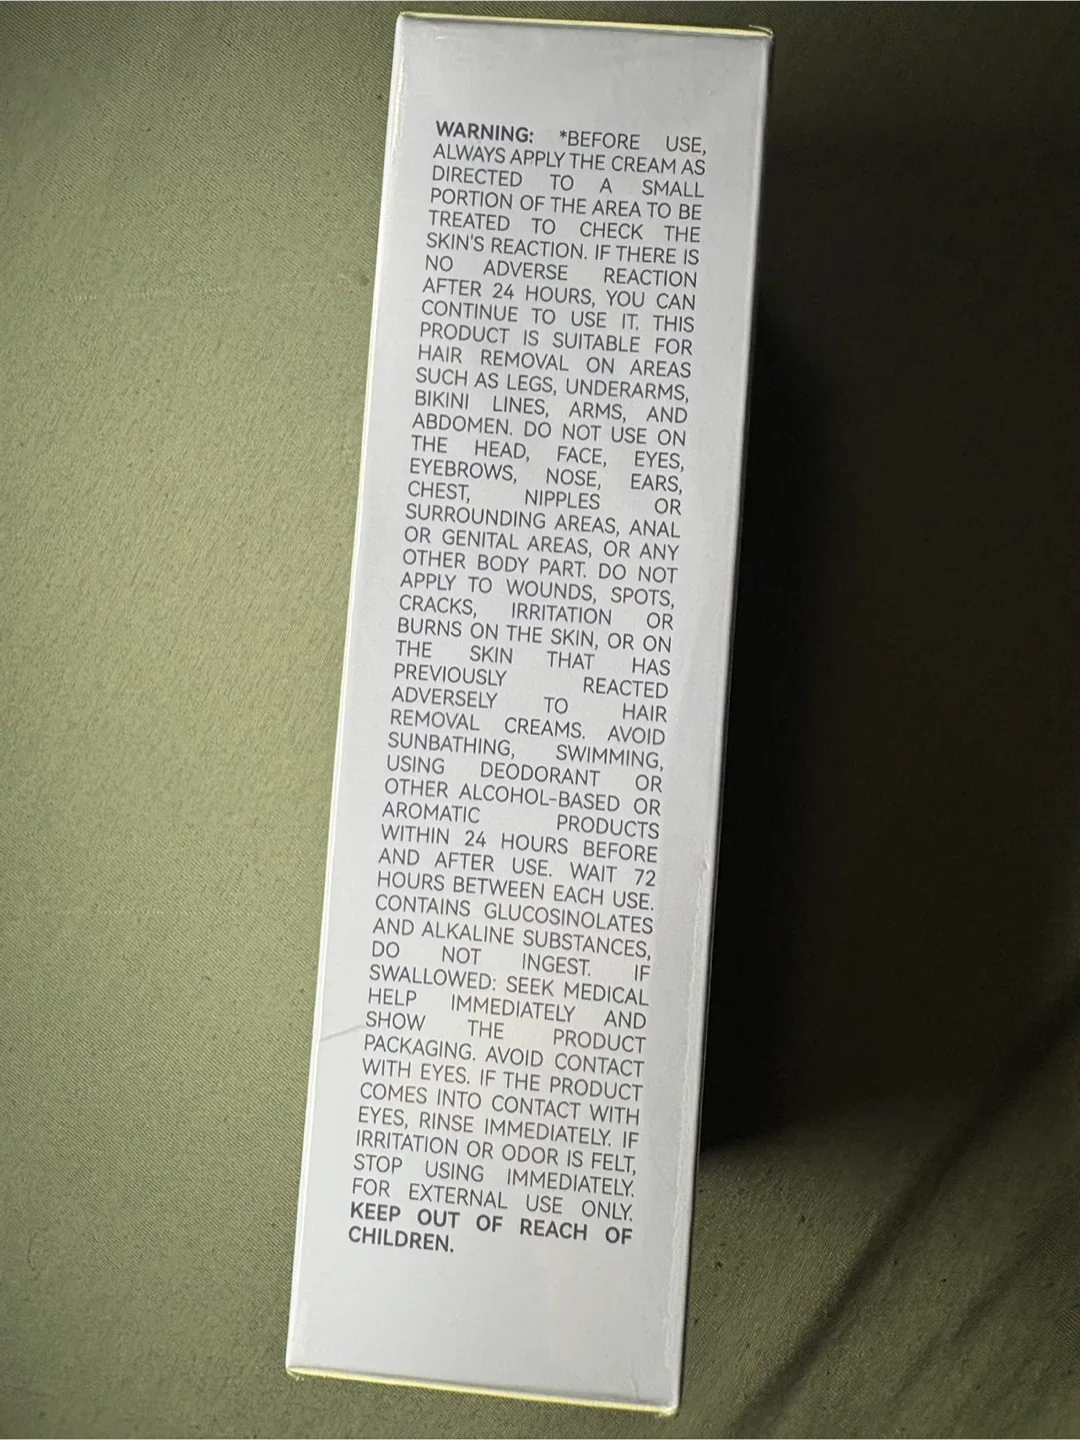 WARNING: *BEFORE USE,
ALWAYS APPLY THE CREAM AS
DIRECTED TO A SMALL
PORTION OF THE AREA TO BE
TREATED TO CHECK THE
SKIN'S REACTION. IF THERE IS
NO ADVERSE REACTION
AFTER 24 HOURS, YOU CAN
CONTINUE TO USE IT. THIS
PRODUCT IS SUITABLE FOR
HAIR REMOVAL ON AREAS
SUCH AS LEGS, UNDERARMS,
BIKINI LINES, ARMS, AND
ABDOMEN. DO NOT USE ON
THE HEAD, FACE, EYES,
EYEBROWS, NOSE, EARS,
CHEST, NIPPLES OR
SURROUNDING AREAS, ANAL
OR GENITAL AREAS, OR ANY
OTHER BODY PART. DO NOT
APPLY TO WOUNDS, SPOTS,
CRACKS, IRRITATION OR
BURNS ON THE SKIN, OR ON
THE SKIN THAT HAS
PREVIOUSLY REACTED
ADVERSELY TO HAIR
REMOVAL CREAMS. AVOID
SUNBATHING, SWIMMING,
USING DEODORANT OR
OTHER ALCOHOL-BASED OR
AROMATIC PRODUCTS
WITHIN 24 HOURS BEFORE
AND AFTER USE. WAIT 72
HOURS BETWEEN EACH USE.
CONTAINS GLUCOSINOLATES
AND ALKALINE SUBSTANCES,
DO NOT INGEST. IF
SWALLOWED: SEEK MEDICAL
HELP IMMEDIATELY AND
SHOW THE PRODUCT
PACKAGING. AVOID CONTACT
WITH EYES. IF THE PRODUCT
COMES INTO CONTACT WITH
EYES, RINSE IMMEDIATELY. IF
IRRITATION OR ODOR IS FELT,
STOP USING IMMEDIATELY.
FOR EXTERNAL USE ONLY.
KEEP OUT OF REACH OF
CHILDREN.